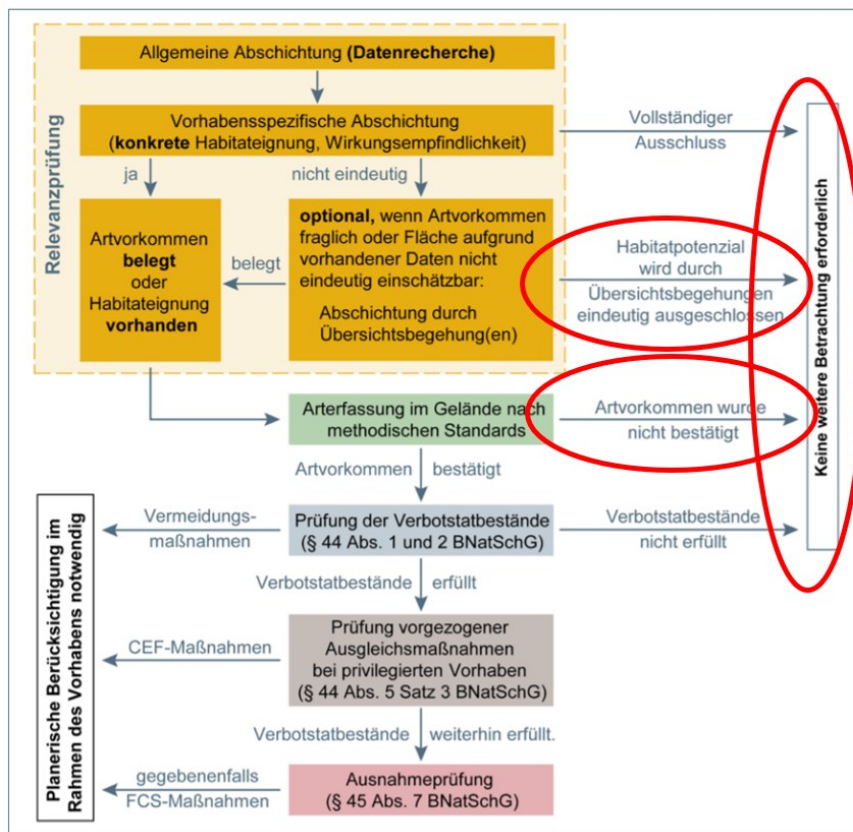 Allgemeine Abschichtung (Datenrecherche)
Relevanzprüfung
Vorhabensspezifische Abschichtung
(konkrete Habitateignung, Wirkungsempfindlichkeit)
Vollständiger
Ausschluss
ja
nicht eindeutig
Artvorkommen
belegt
oder
Habitateignung
vorhanden
belegt
optional, wenn Artvorkommen
fraglich oder Fläche aufgrund
vorhandener Daten nicht
eindeutig einschätzbar:
Abschichtung durch
Übersichtsbegehung(en)
Habitatpotenzial
wird durch
Übersichtsbegehungen
eindeutig ausgeschlossen
Keine weitere Betrachtung erforderlich
Arterfassung im Gelände nach
methodischen Standards
Artvorkommen wurde
nicht bestätigt
Artvorkommen bestätigt
Planerische Berücksichtigung im
Rahmen des Vorhabens notwendig
Vermeidungs-
maßnahmen
Prüfung der Verbotstatbestände
(§ 44 Abs. 1 und 2 BNatSchG)
Verbotstatbestände
nicht erfüllt
Verbotstatbestände erfüllt
CEF-Maßnahmen
Prüfung vorgezogener
Ausgleichsmaßnahmen
bei privilegierten Vorhaben
(§ 44 Abs. 5 Satz 3 BNatSchG)
Verbotstatbestände weiterhin erfüllt.
gegebenenfalls
FCS-Maßnahmen
Ausnahmeprüfung
(§ 45 Abs. 7 BNatSchG)